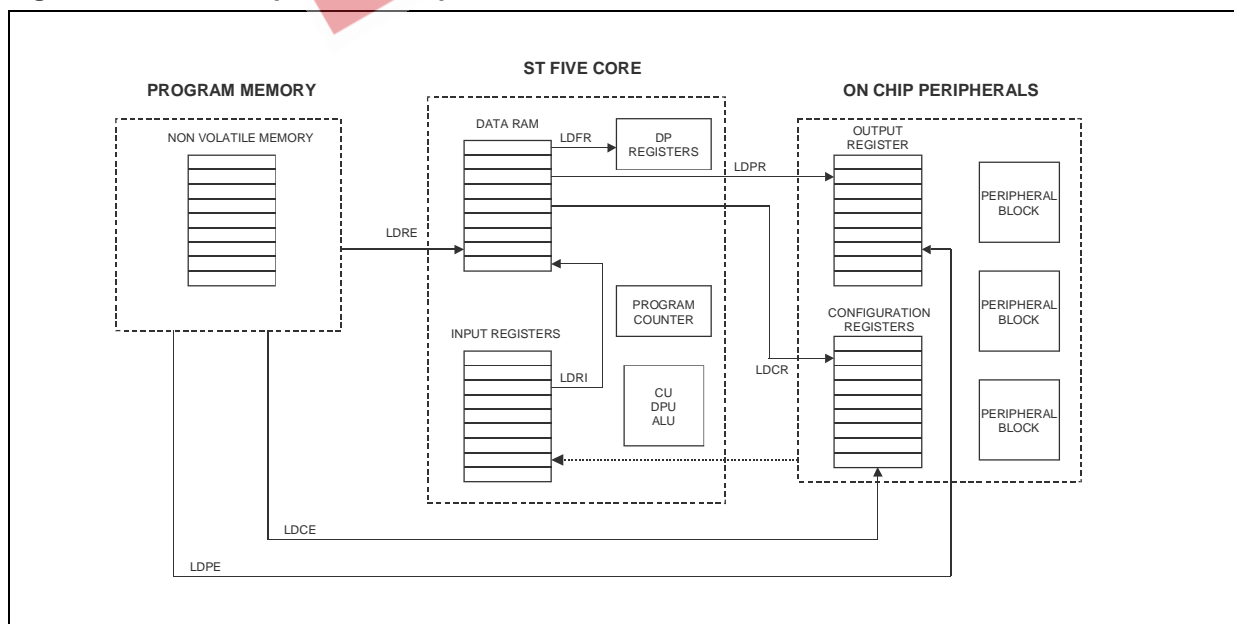 ST FIVE CORE
PROGRAM MEMORY
ON CHIP PERIPHERALS
NON VOLATILE MEMORY
DATA RAM
LDFR
DP
REGISTERS
OUTPUT
REGISTER
LDPR
PERIPHERAL
BLOCK
LDRE
PROGRAM
COUNTER
PERIPHERAL
BLOCK
INPUT REGISTERS
CONFIGURATION
REGISTERS
LDRI
LDCR
CU
DPU
ALU
PERIPHERAL
BLOCK
LDCE
LDPE